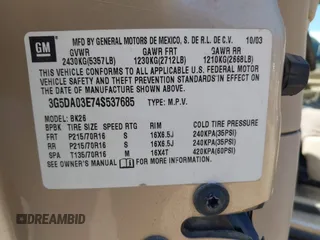 GM
MFD BY GENERAL MOTORS DE MEXICO, S. DE R.L. DE C.V. 10/03
GVWR GAWR FRT GAWR RR
2430KG(5357LB) 1230KG(2712LB) 1210KG(2668LB)
THIS VEHICLE CONFORMS TO ALL APPLICABLE U.S. FEDERAL MOTOR
VEHICLE SAFETY AND THEFT PREVENTION STANDARDS IN EFFECT ON THE
DATE OF MANUFACTURE SHOWN ABOVE.
3G5DA03E74S537685 TYPE: M.P.V.
MODEL: BK26
BPBK TIRE SIZE SPEED RTG RIM COLD TIRE PRESSURE
FRT P215/70R16 S 16X6.5J 240KPA(35PSI)
RR P215/70R16 S 16X6.5J 240KPA(35PSI)
SPA T135/70R16 M 16X4T 420KPA(60PSI)
SEE OWNER'S MANUAL FOR ADDITIONAL INFORMATION
DREAMBID